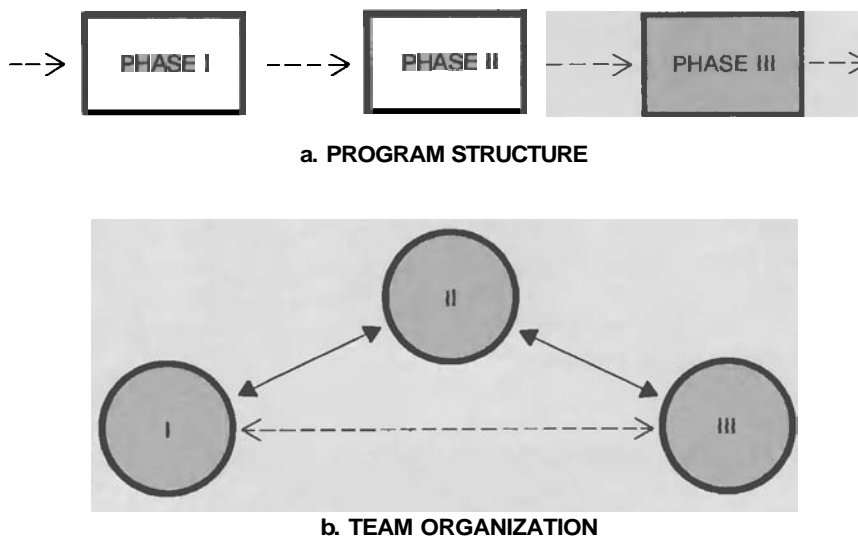 PHASE I
PHASE II
PHASE III
a. PROGRAM STRUCTURE
II
I
III
b. TEAM ORGANIZATION